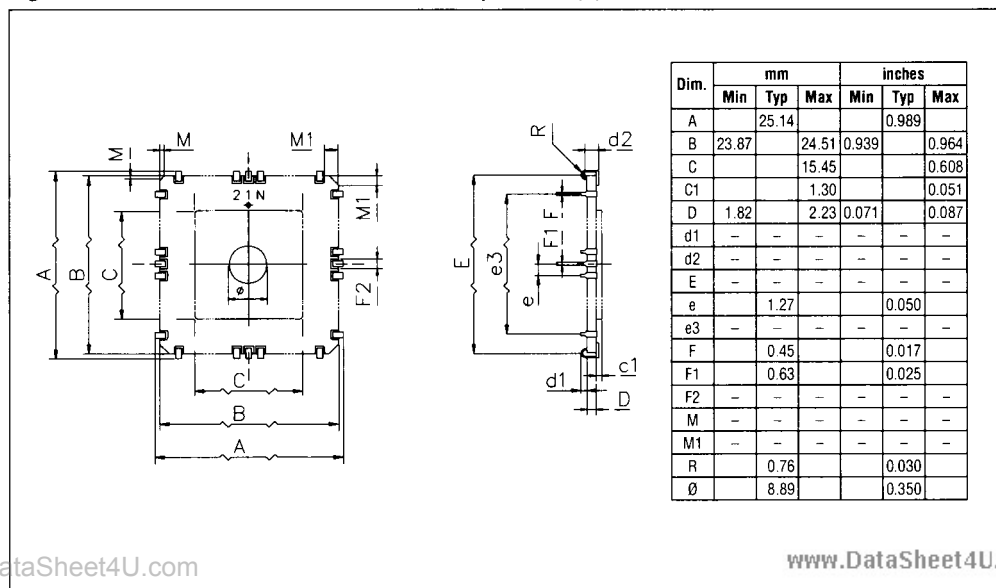 Dim. mm inches
Min Typ Max Min Typ Max
A 25.14 0.989
B 23.87 24.51 0.939 0.964
C 15.45 0.608
C1 1.30 0.051
D 1.82 2.23 0.071 0.087
d1 – – – – – –
d2 – – – – – –
E – – – – – –
e 1.27 0.050
e3 – – – – – –
F 0.45 0.017
F1 0.63 0.025
F2 – – – – – –
M – – – – – –
M1 – – – – – –
R 0.76 0.030
Ø 8.89 0.350
M
M
M1
M1
21N
A
B
C
ø
F2
C
B
A
R
d2
F
F1
E
e3
e
c1
d1
D
ataSheet4U.com
www.DataSheet4U.